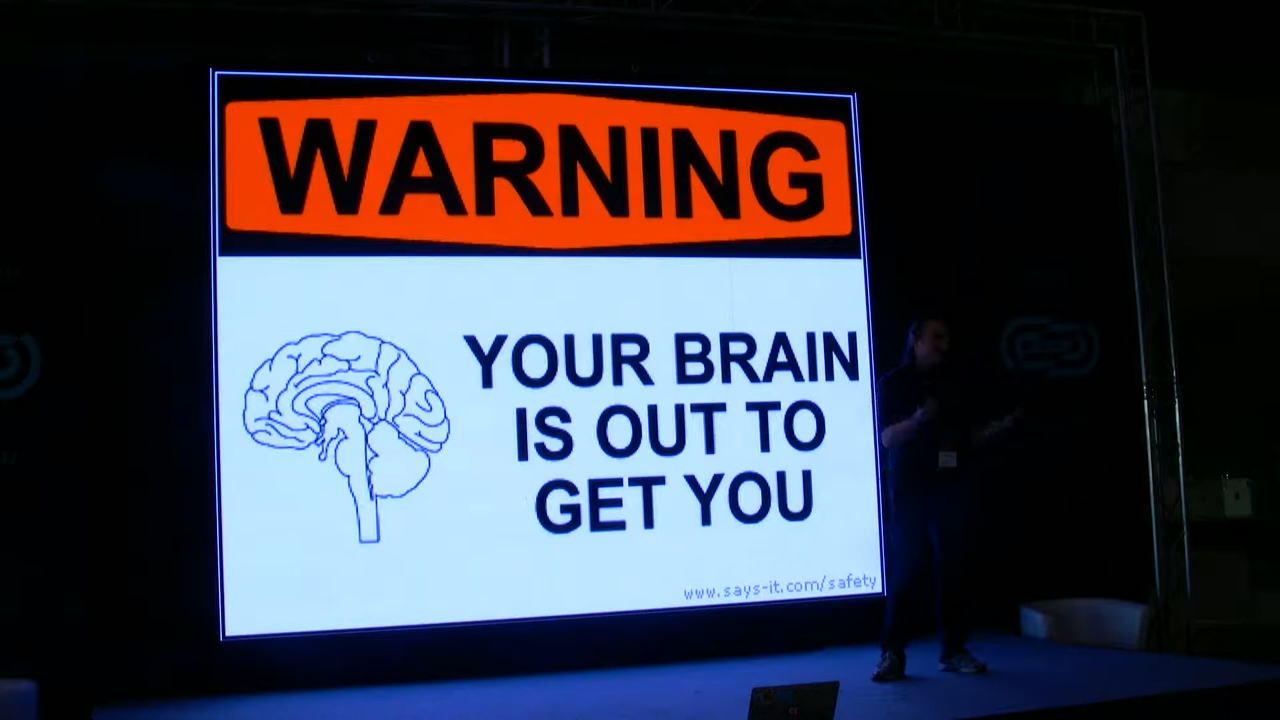 WARNING
YOUR BRAIN
IS OUT TO
GET YOU
www.says-it.com/safety